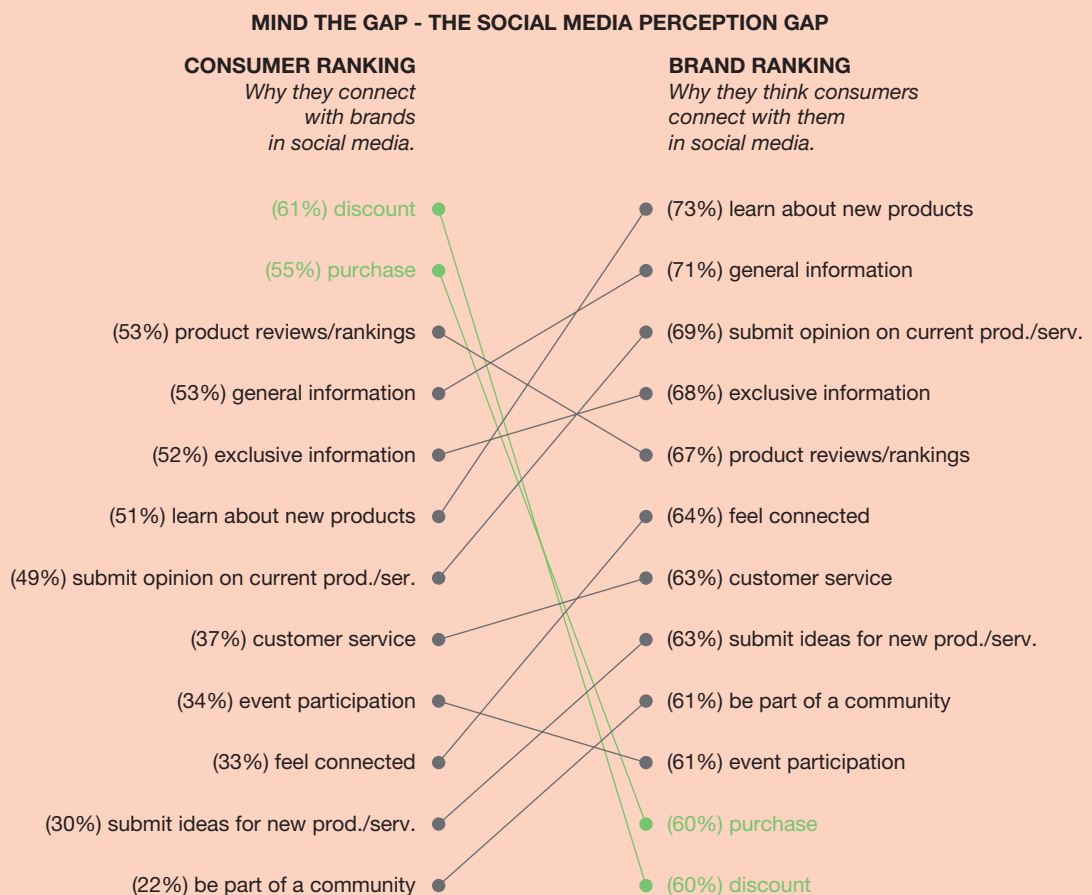 MIND THE GAP - THE SOCIAL MEDIA PERCEPTION GAP
CONSUMER RANKING
Why they connect
with brands
in social media.
(61%) discount
(55%) purchase
(53%) product reviews/rankings
(53%) general information
(52%) exclusive information
(51%) learn about new products
(49%) submit opinion on current prod./ser.
(37%) customer service
(34%) event participation
(33%) feel connected
(30%) submit ideas for new prod./serv.
(22%) be part of a community
BRAND RANKING
Why they think consumers
connect with them
in social media.
(73%) learn about new products
(71%) general information
(69%) submit opinion on current prod./serv.
(68%) exclusive information
(67%) product reviews/rankings
(64%) feel connected
(63%) customer service
(63%) submit ideas for new prod./serv.
(61%) be part of a community
(61%) event participation
(60%) purchase
(60%) discount